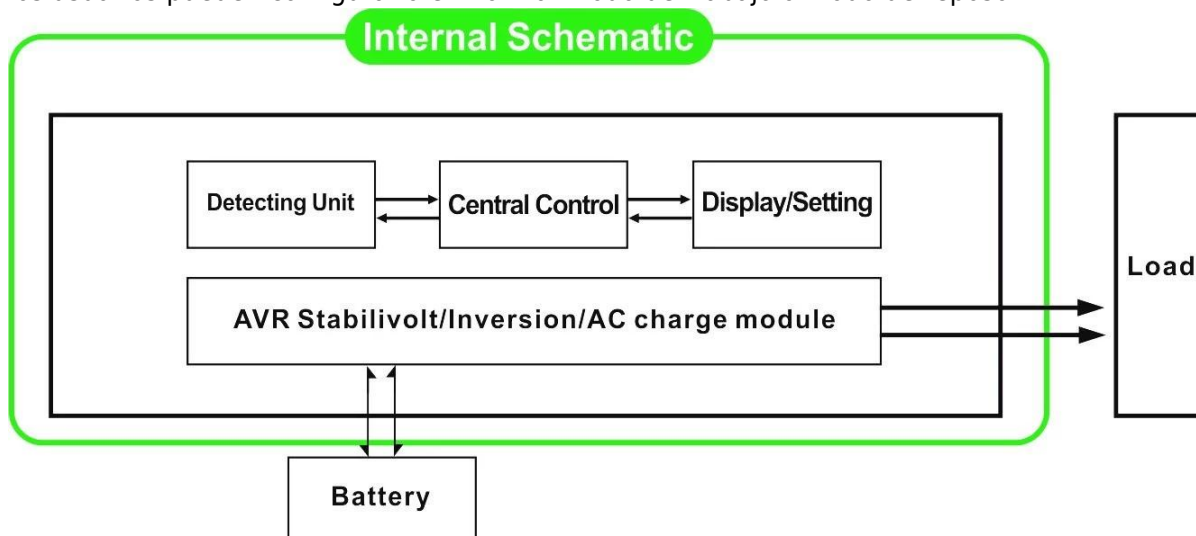 Internal Schematic
Detecting Unit
Central Control
Display/Setting
Load
AVR Stabilivolt/Inversion/AC charge module
Battery